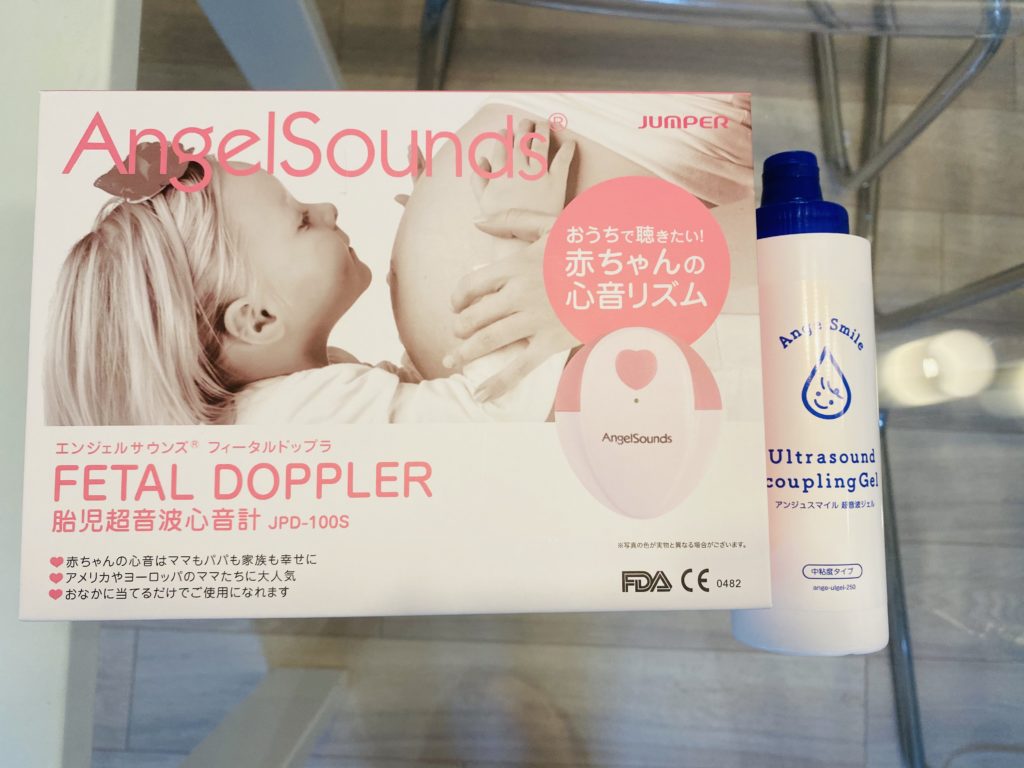 AngelSounds®
JUMPER
おうちで聴きたい!
赤ちゃんの
心音リズム
AngelSounds
エンジェルサウンズ® フィータルドップラ
FETAL DOPPLER
胎児超音波心音計 JPD-100S
赤ちゃんの心音はママもパパも家族も幸せに
アメリカやヨーロッパのママたちに大人気
おなかに当てるだけでご使用になれます
※写真の色が実物と異なる場合がございます。
FDA CE 0482
Ange Smile
Ultrasound
coupling Gel
アンジュスマイル 超音波ジェル
中粘度タイプ
ange-ulgel-250